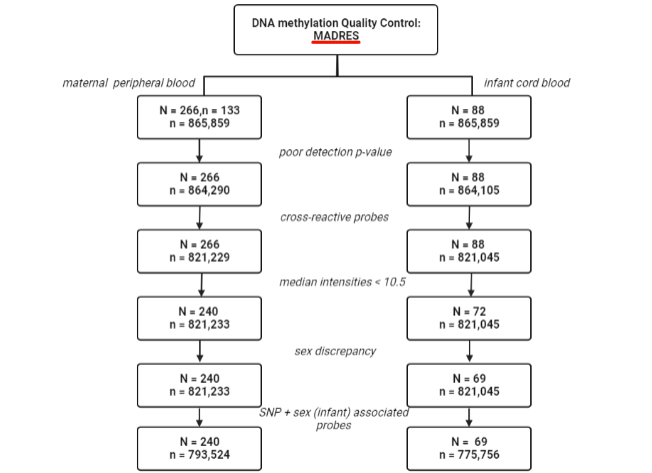 DNA methylation Quality Control:
MADRES
maternal peripheral blood
infant cord blood
N = 266,n = 133
n = 865,859
N = 88
n = 865,859
poor detection p-value
N = 266
n = 864,290
N = 88
n = 864,105
cross-reactive probes
N = 266
n = 821,229
N = 88
n = 821,045
median intensities < 10.5
N = 240
n = 821,233
N = 72
n = 821,045
sex discrepancy
N = 240
n = 821,233
N = 69
n = 821,045
SNP + sex (infant) associated
probes
N = 240
n = 793,524
N = 69
n = 775,756